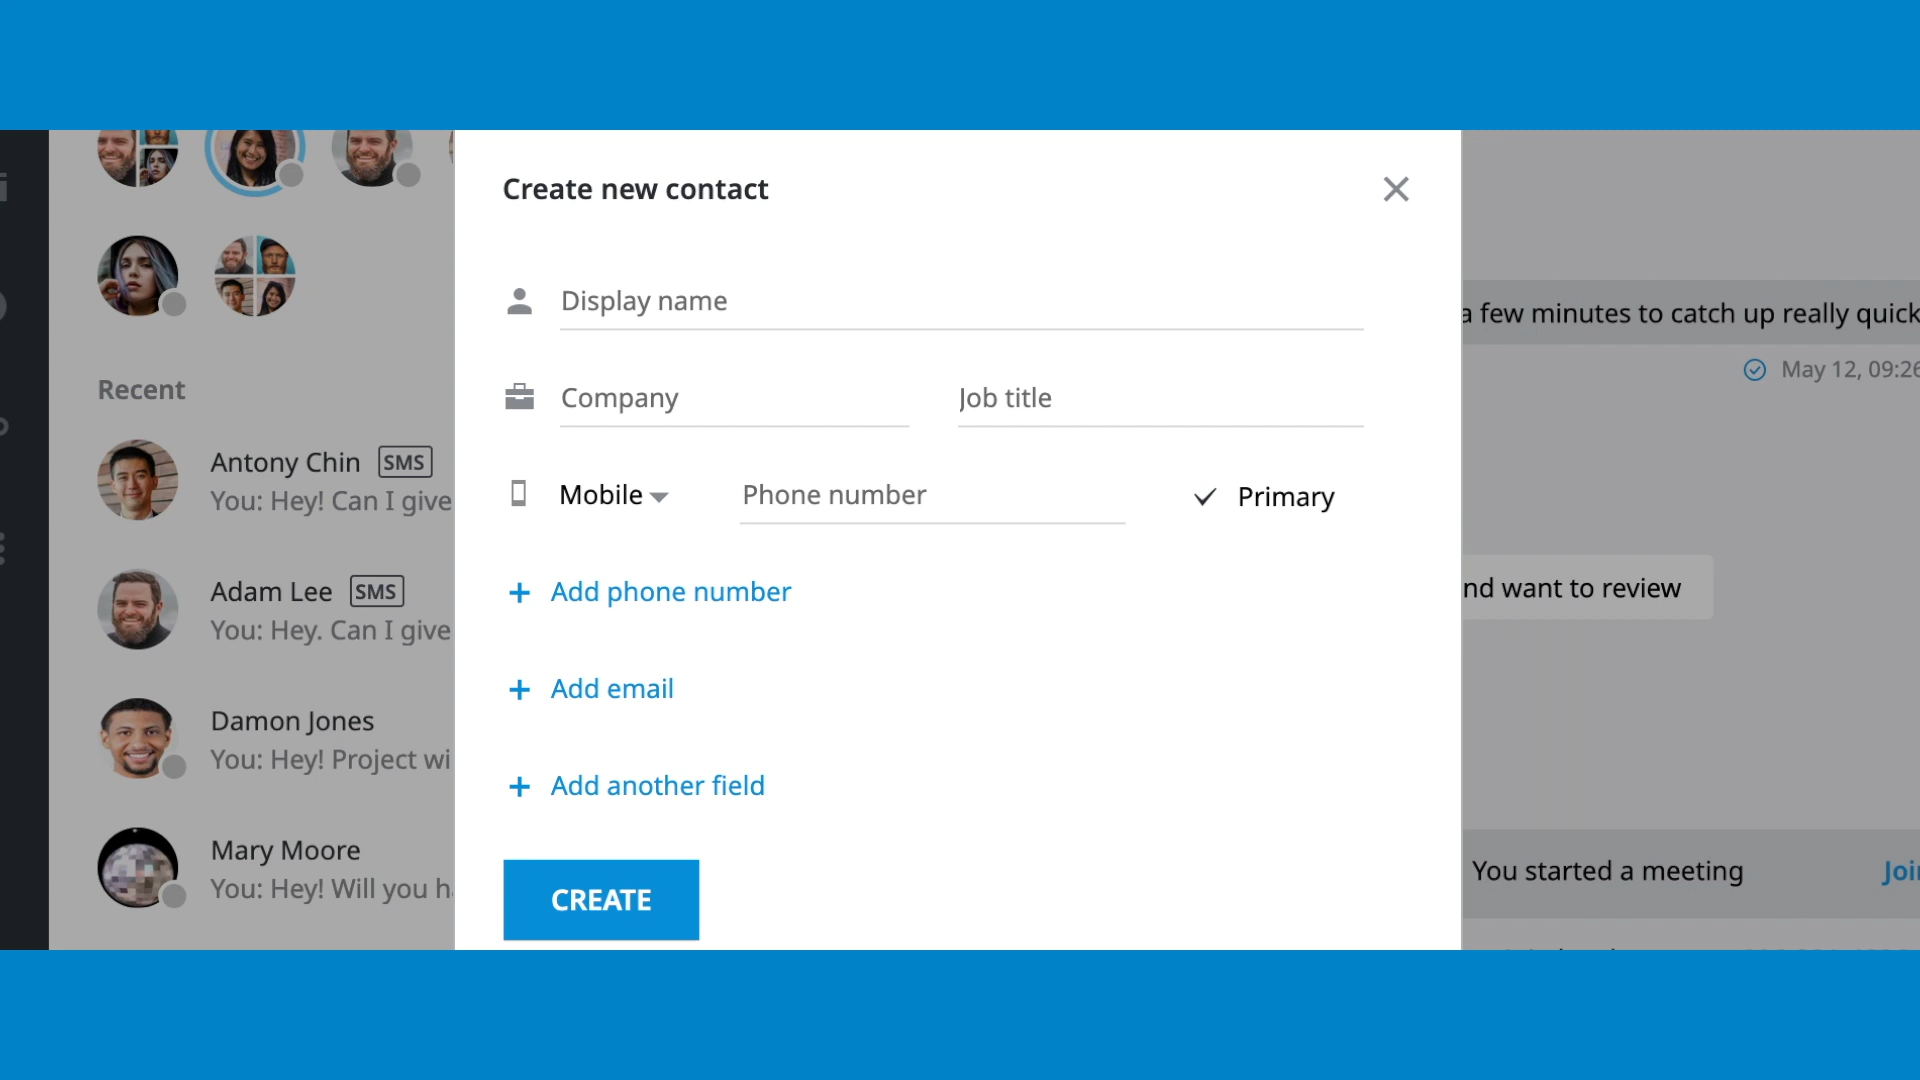 Create new contact
Display name
Company
Job title
Mobile
Phone number
Primary
Add phone number
Add email
Add another field
CREATE
Recent
Antony Chin SMS
You: Hey! Can I give
Adam Lee SMS
You: Hey. Can I give
Damon Jones
You: Hey! Project wi
Mary Moore
You: Hey! Will you h
a few minutes to catch up really quick
May 12, 09:26
nd want to review
You started a meeting
Join